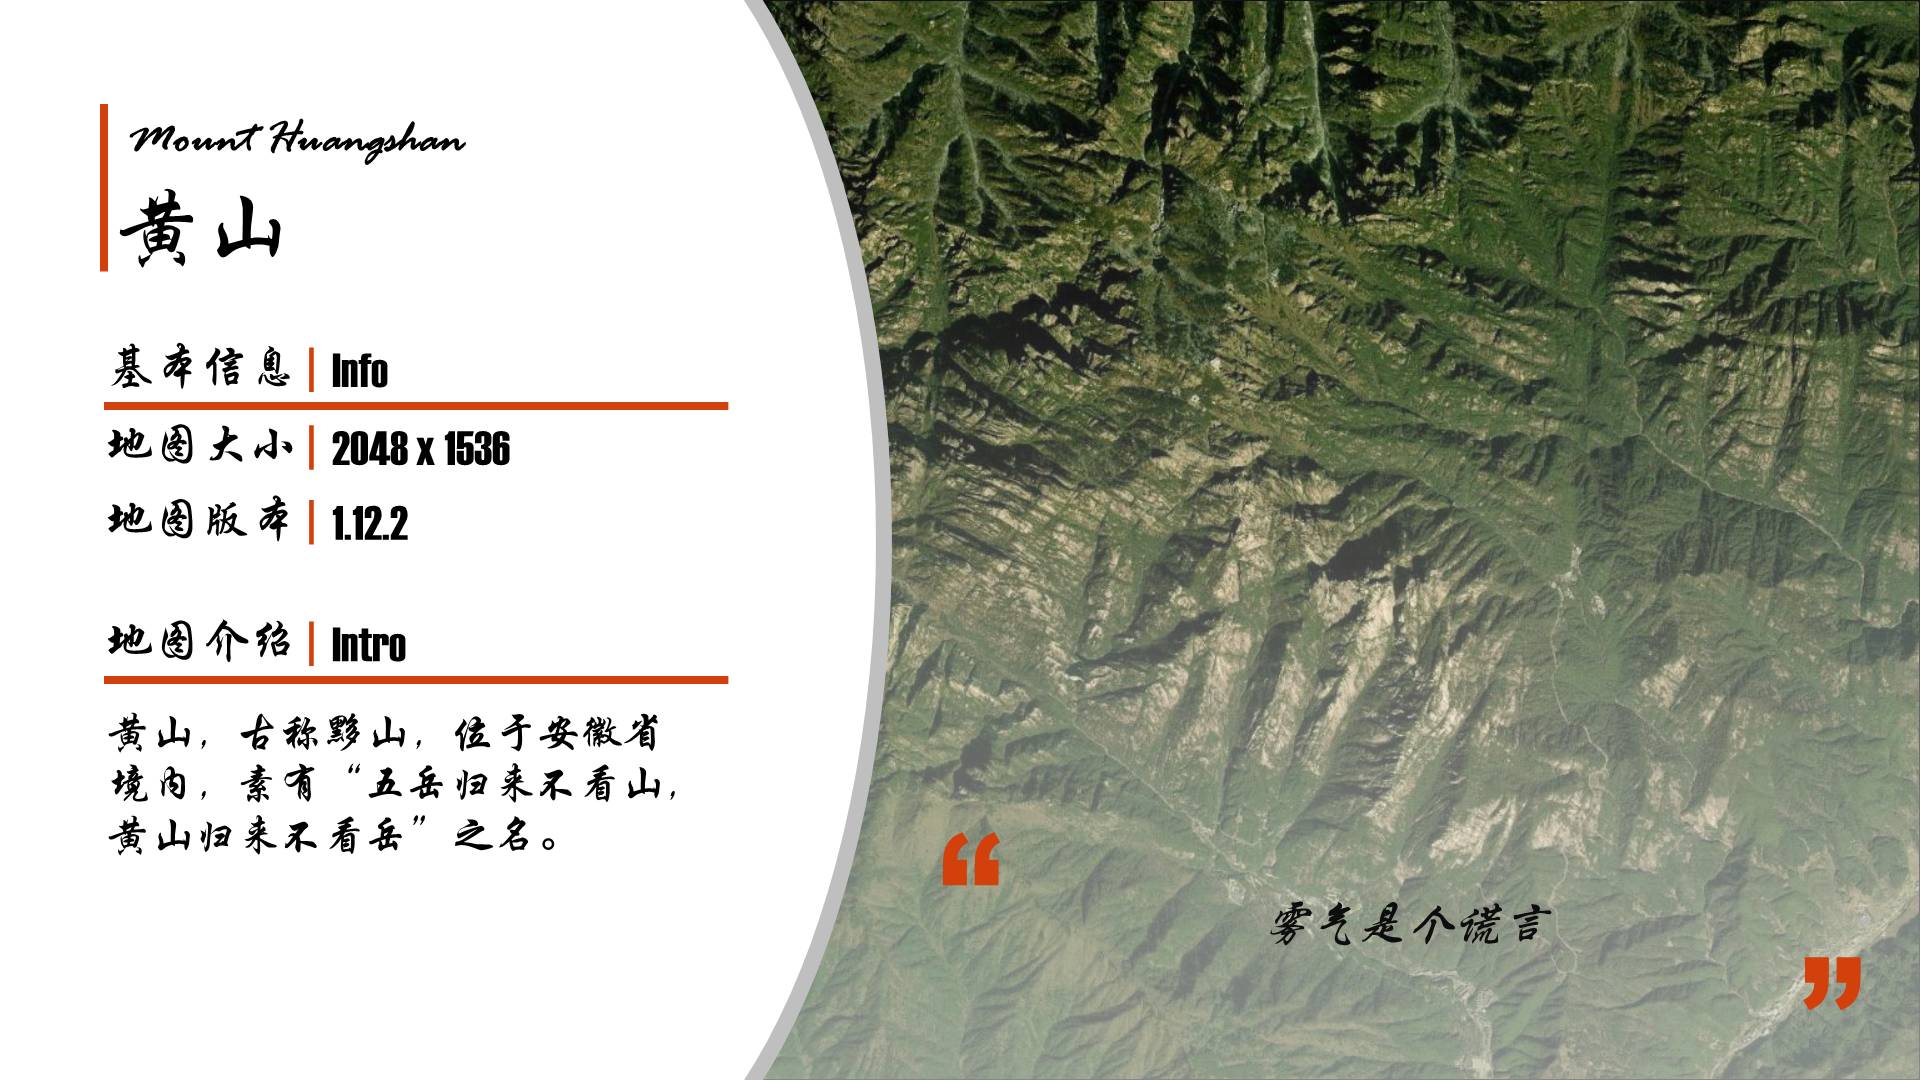 Mount Huangshan
黄山
基本信息 | Info
地图大小 | 2048 x 1536
地图版本 | 1.12.2
地图介绍 | Intro
黄山，古称黟山，位于安徽省
境内，素有“五岳归来不看山，
黄山归来不看岳”之名。
“
雾气是个谎言
”